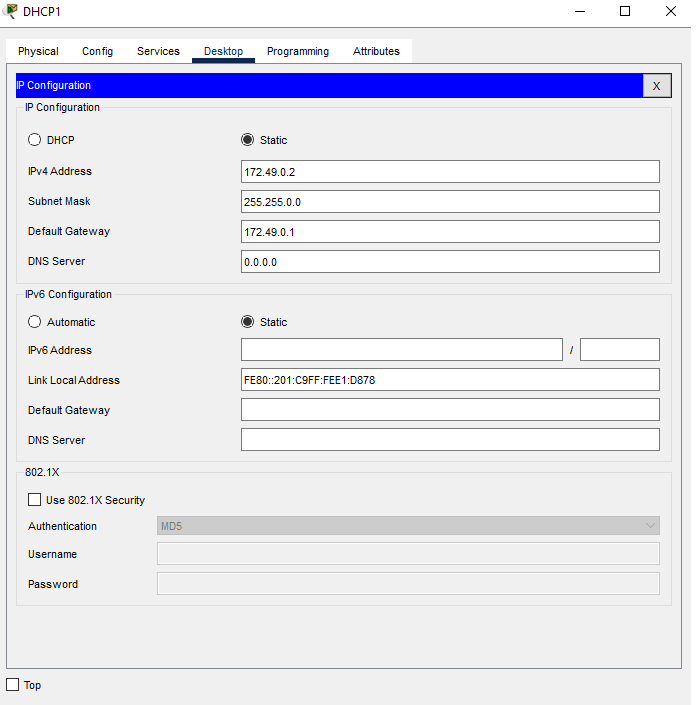 DHCP1
Physical Config Services Desktop Programming Attributes
IP Configuration X
IP Configuration
DHCP Static
IPv4 Address 172.49.0.2
Subnet Mask 255.255.0.0
Default Gateway 172.49.0.1
DNS Server 0.0.0.0
IPv6 Configuration
Automatic Static
IPv6 Address /
Link Local Address FE80::201:C9FF:FEE1:D878
Default Gateway
DNS Server
802.1X
Use 802.1X Security
Authentication MD5
Username
Password
Top